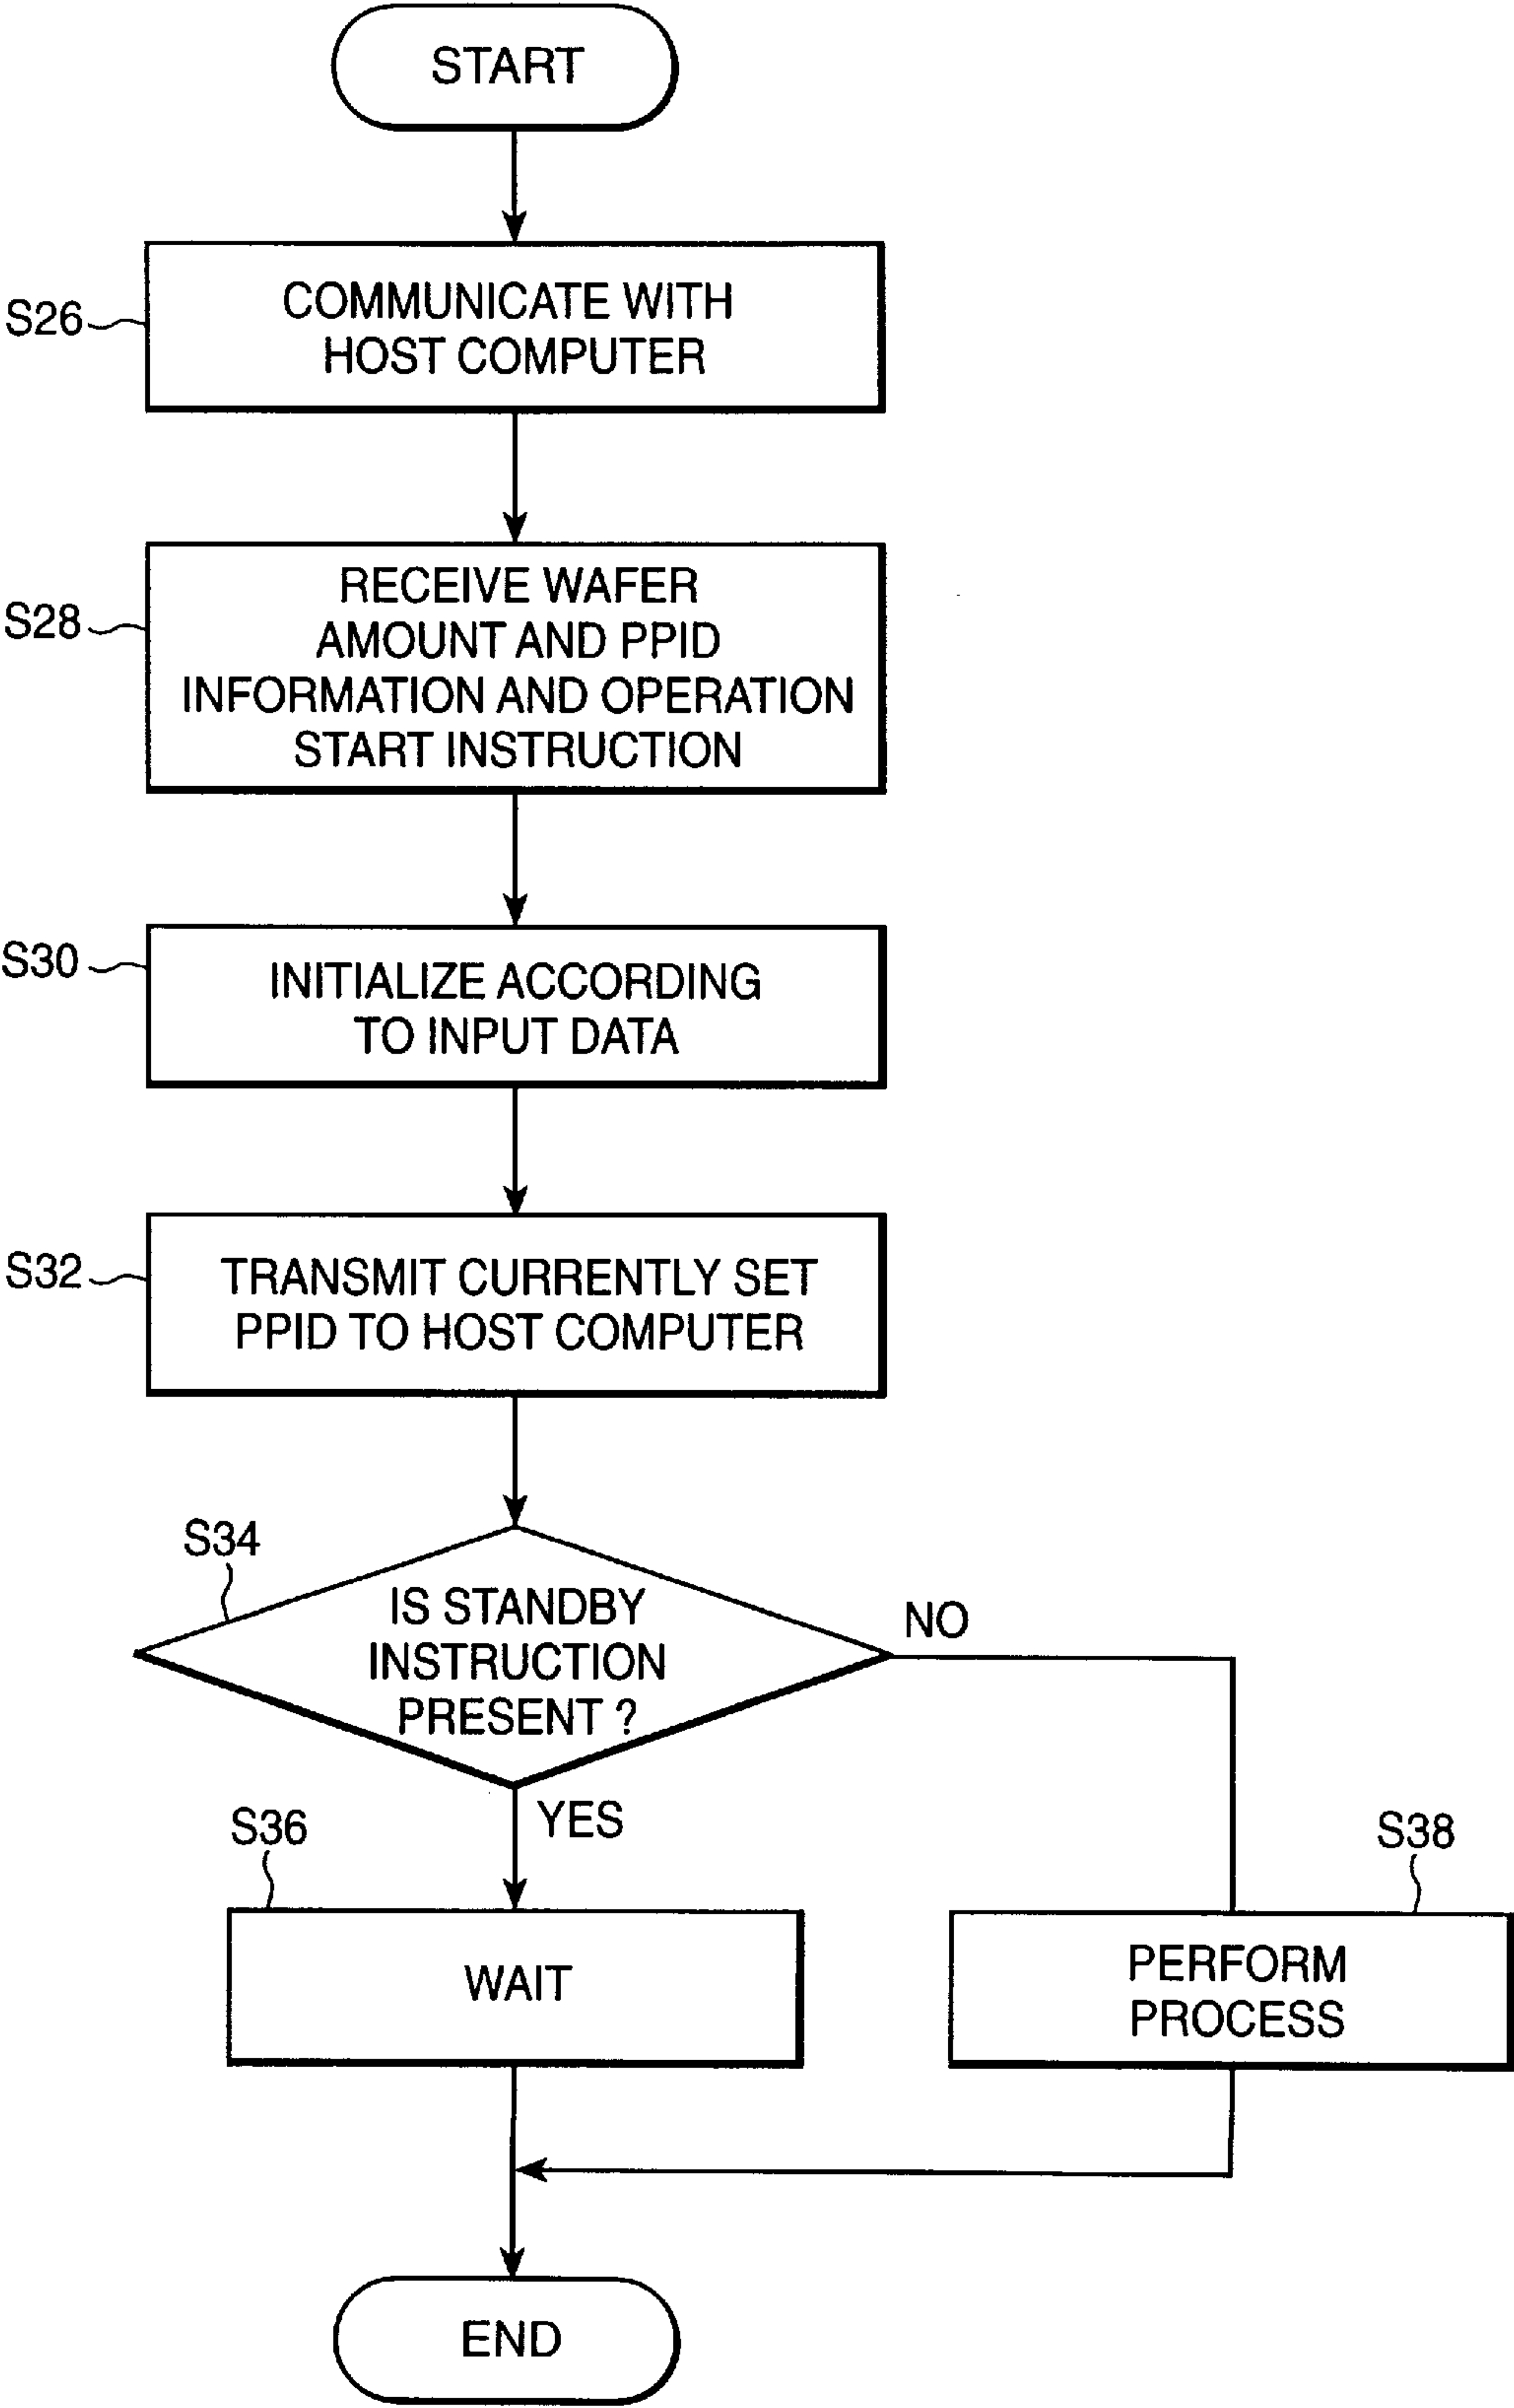 START
S26
COMMUNICATE WITH
HOST COMPUTER
S28
RECEIVE WAFER
AMOUNT AND PPID
INFORMATION AND OPERATION
START INSTRUCTION
S30
INITIALIZE ACCORDING
TO INPUT DATA
S32
TRANSMIT CURRENTLY SET
PPID TO HOST COMPUTER
S34
IS STANDBY
INSTRUCTION
PRESENT ?
NO
YES
S36
WAIT
S38
PERFORM
PROCESS
END